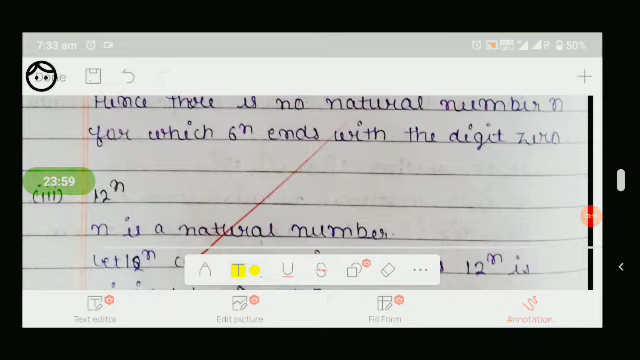 7:33 am
50%
Hence there is no natural number n
for which 6ⁿ ends with the digit zero
23:59
(iii) 12ⁿ
n is a natural number.
Let 12ⁿ
12ⁿ is
Text editor
Edit picture
Fill Form
Annotation